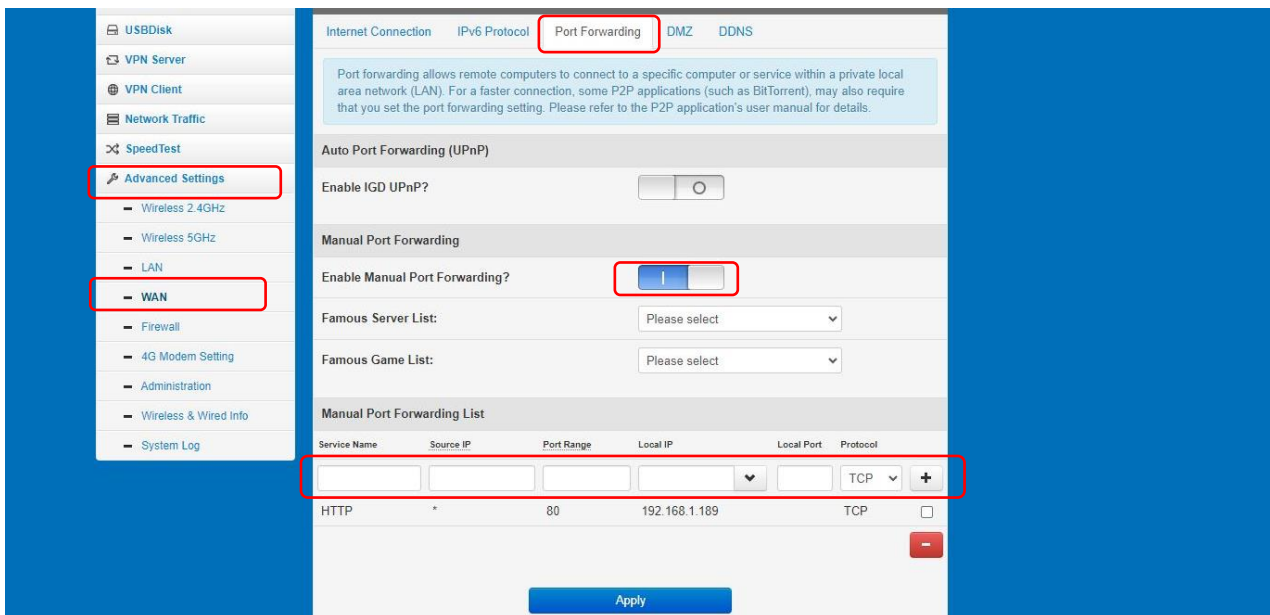 USBDisk
VPN Server
VPN Client
Network Traffic
SpeedTest
Advanced Settings
Wireless 2.4GHz
Wireless 5GHz
LAN
WAN
Firewall
4G Modem Setting
Administration
Wireless & Wired Info
System Log
Internet Connection IPv6 Protocol Port Forwarding DMZ DDNS
Port forwarding allows remote computers to connect to a specific computer or service within a private local
area network (LAN). For a faster connection, some P2P applications (such as BitTorrent), may also require
that you set the port forwarding setting. Please refer to the P2P application's user manual for details.
Auto Port Forwarding (UPnP)
Enable IGD UPnP?
Manual Port Forwarding
Enable Manual Port Forwarding?
Famous Server List: Please select
Famous Game List: Please select
Manual Port Forwarding List
Service Name Source IP Port Range Local IP Local Port Protocol
TCP
HTTP * 80 192.168.1.189 TCP
Apply